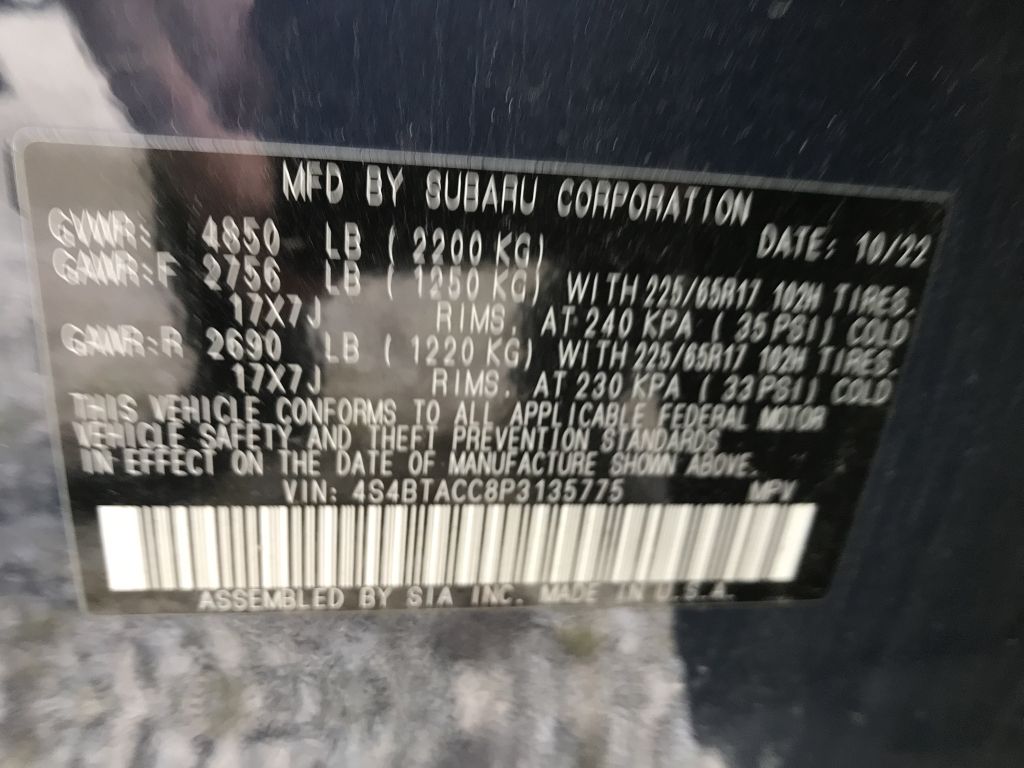 MFD BY SUBARU CORPORATION
GVWR: 4850 LB ( 2200 KG) DATE: 10/22
GAWR:F 2756 LB ( 1250 KG) WITH 225/65R17 102H TIRES.
17X7J RIMS. AT 240 KPA ( 35PSI) COLD
GAWR:R 2690 LB ( 1220 KG) WITH 225/65R17 102H TIRES.
17X7J RIMS. AT 230 KPA ( 33PSI) COLD
THIS VEHICLE CONFORMS TO ALL APPLICABLE FEDERAL MOTOR
VEHICLE SAFETY AND THEFT PREVENTION STANDARDS
IN EFFECT ON THE DATE OF MANUFACTURE SHOWN ABOVE.
VIN: 4S4BTACC8P3135775 MPV
ASSEMBLED BY SIA INC. MADE IN U.S.A.